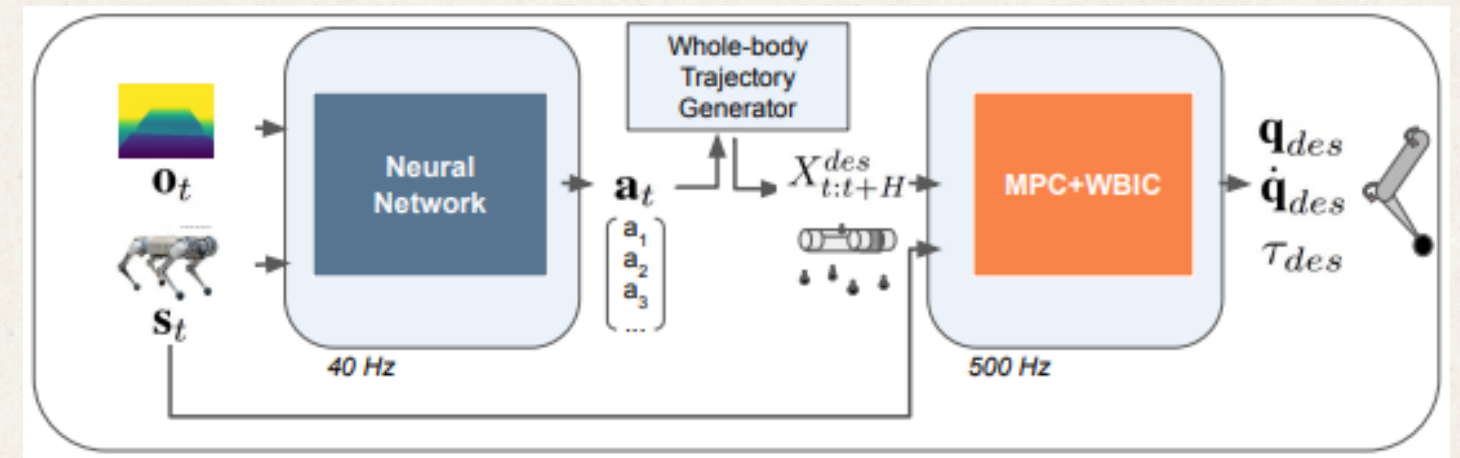 o_t
s_t
Neural
Network
40 Hz
a_t
a_1
a_2
a_3
...
Whole-body
Trajectory
Generator
X^{des}_{t:t+H}
MPC+WBIC
500 Hz
q_{des}
q̇_{des}
τ_{des}